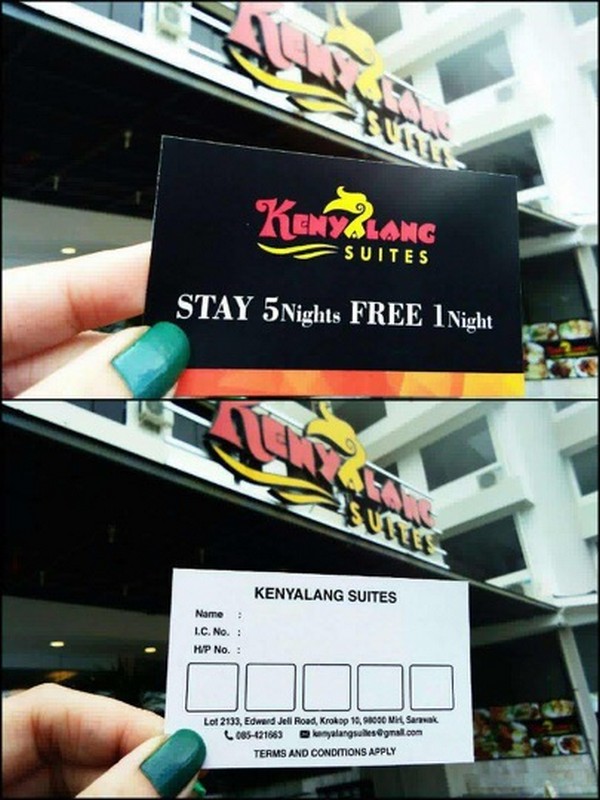 KENYALANG
SUITES
KENYALANG
SUITES
STAY 5Nights FREE 1Night
KENYALANG
SUITES
KENYALANG SUITES
Name :
I.C. No. :
H/P No. :
Lot 2133, Edward Jeli Road, Krokop 10, 98000 Miri, Sarawak.
085-421663 kenyalangsuites@gmail.com
TERMS AND CONDITIONS APPLY